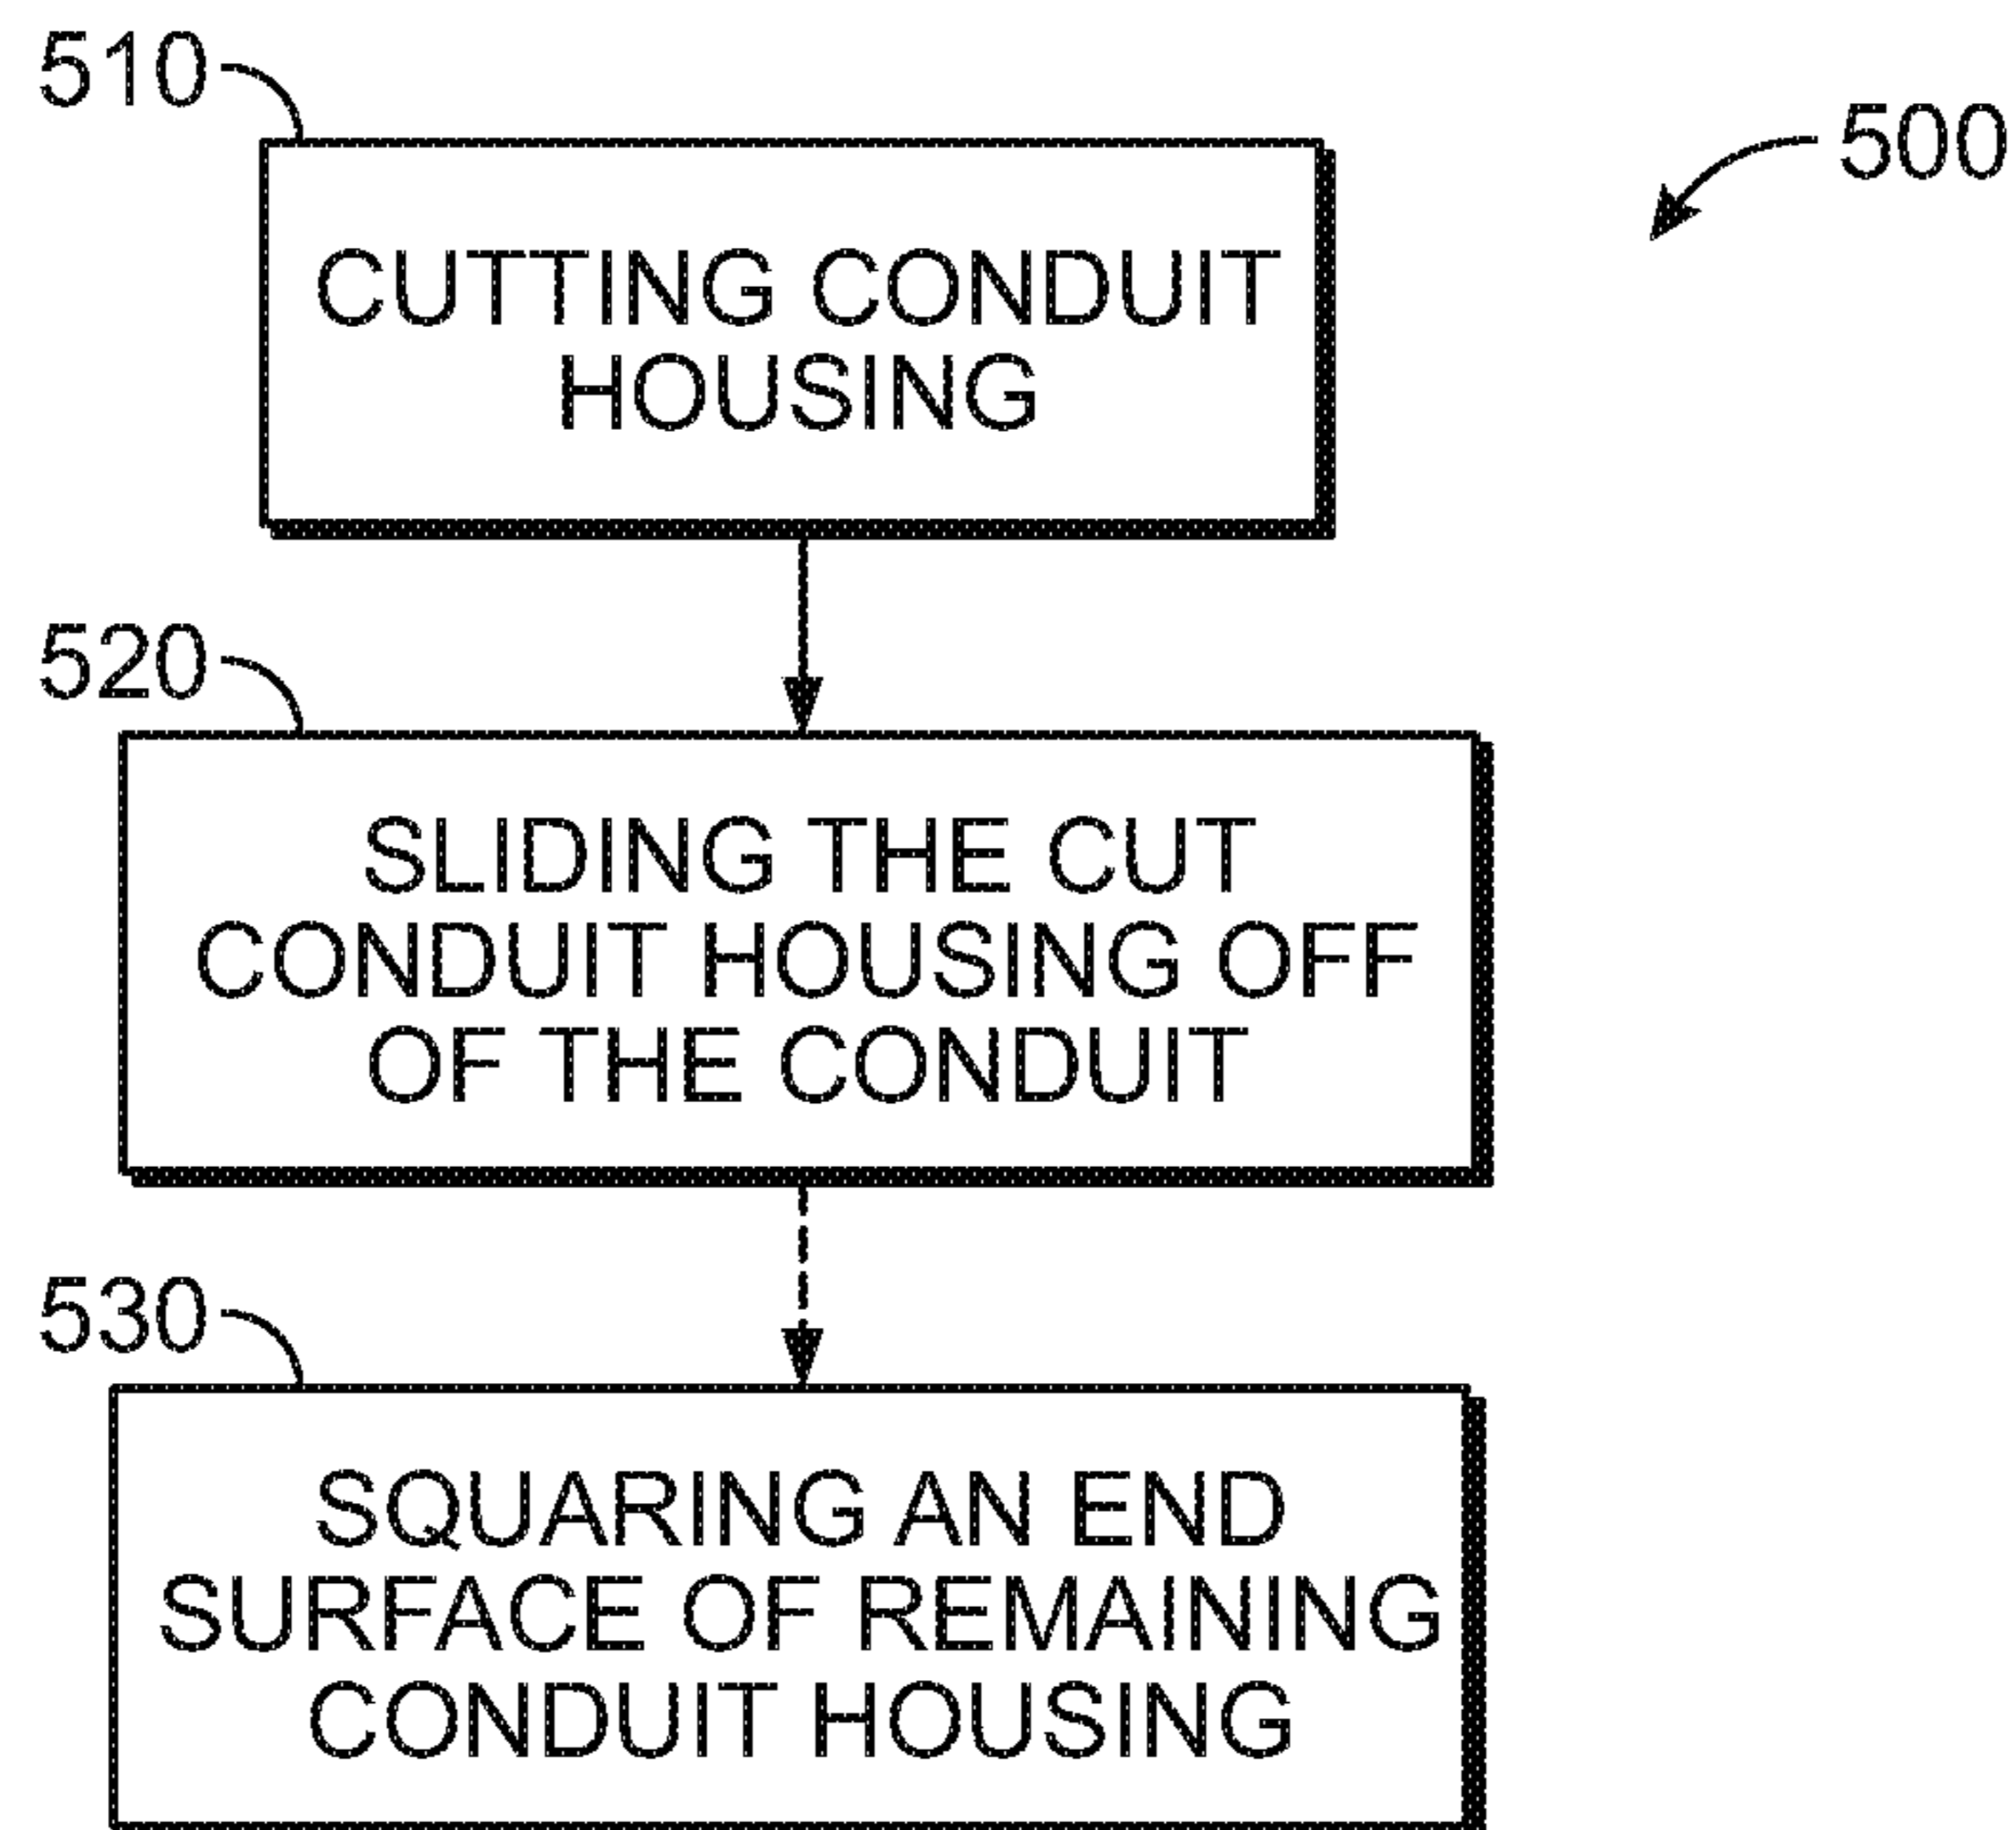 510
500
CUTTING CONDUIT
HOUSING
520
SLIDING THE CUT
CONDUIT HOUSING OFF
OF THE CONDUIT
530
SQUARING AN END
SURFACE OF REMAINING
CONDUIT HOUSING